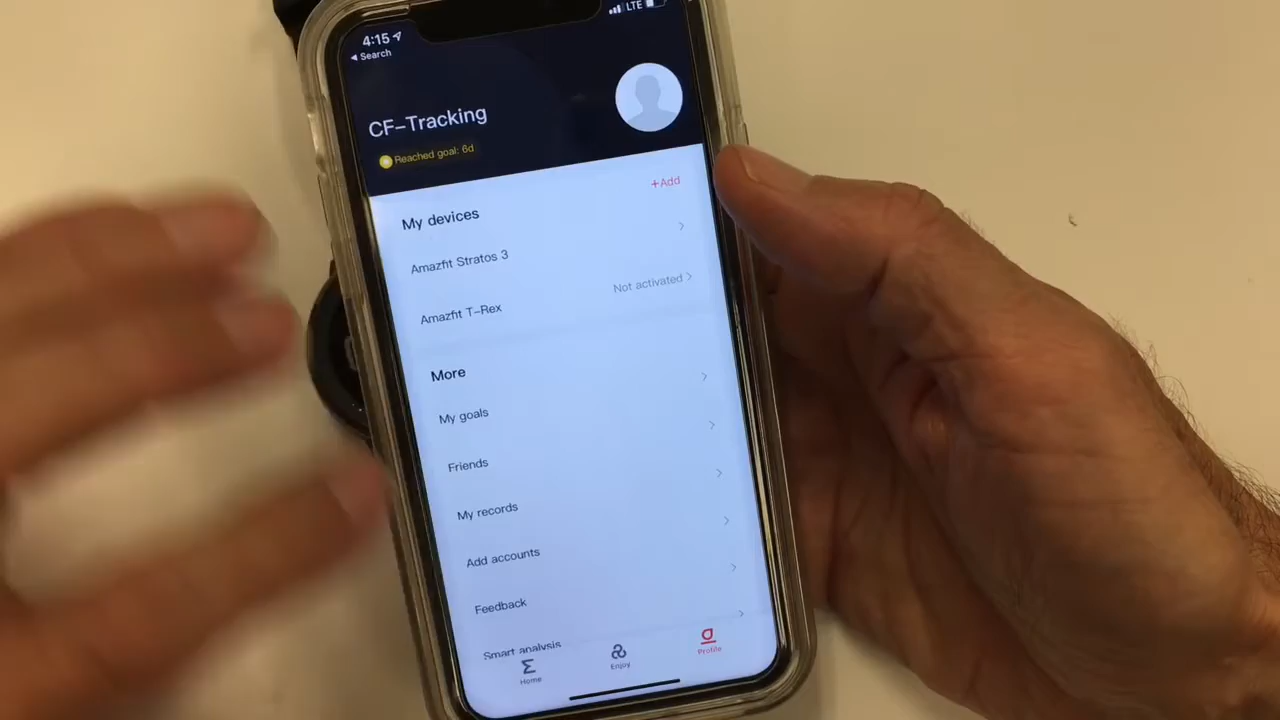 4:15
LTE
Search
CF-Tracking
Reached goal: 6d
+Add
My devices
Amazfit Stratos 3
Amazfit T-Rex
Not activated
More
My goals
Friends
My records
Add accounts
Feedback
Smart analysis
Home
Enjoy
Profile